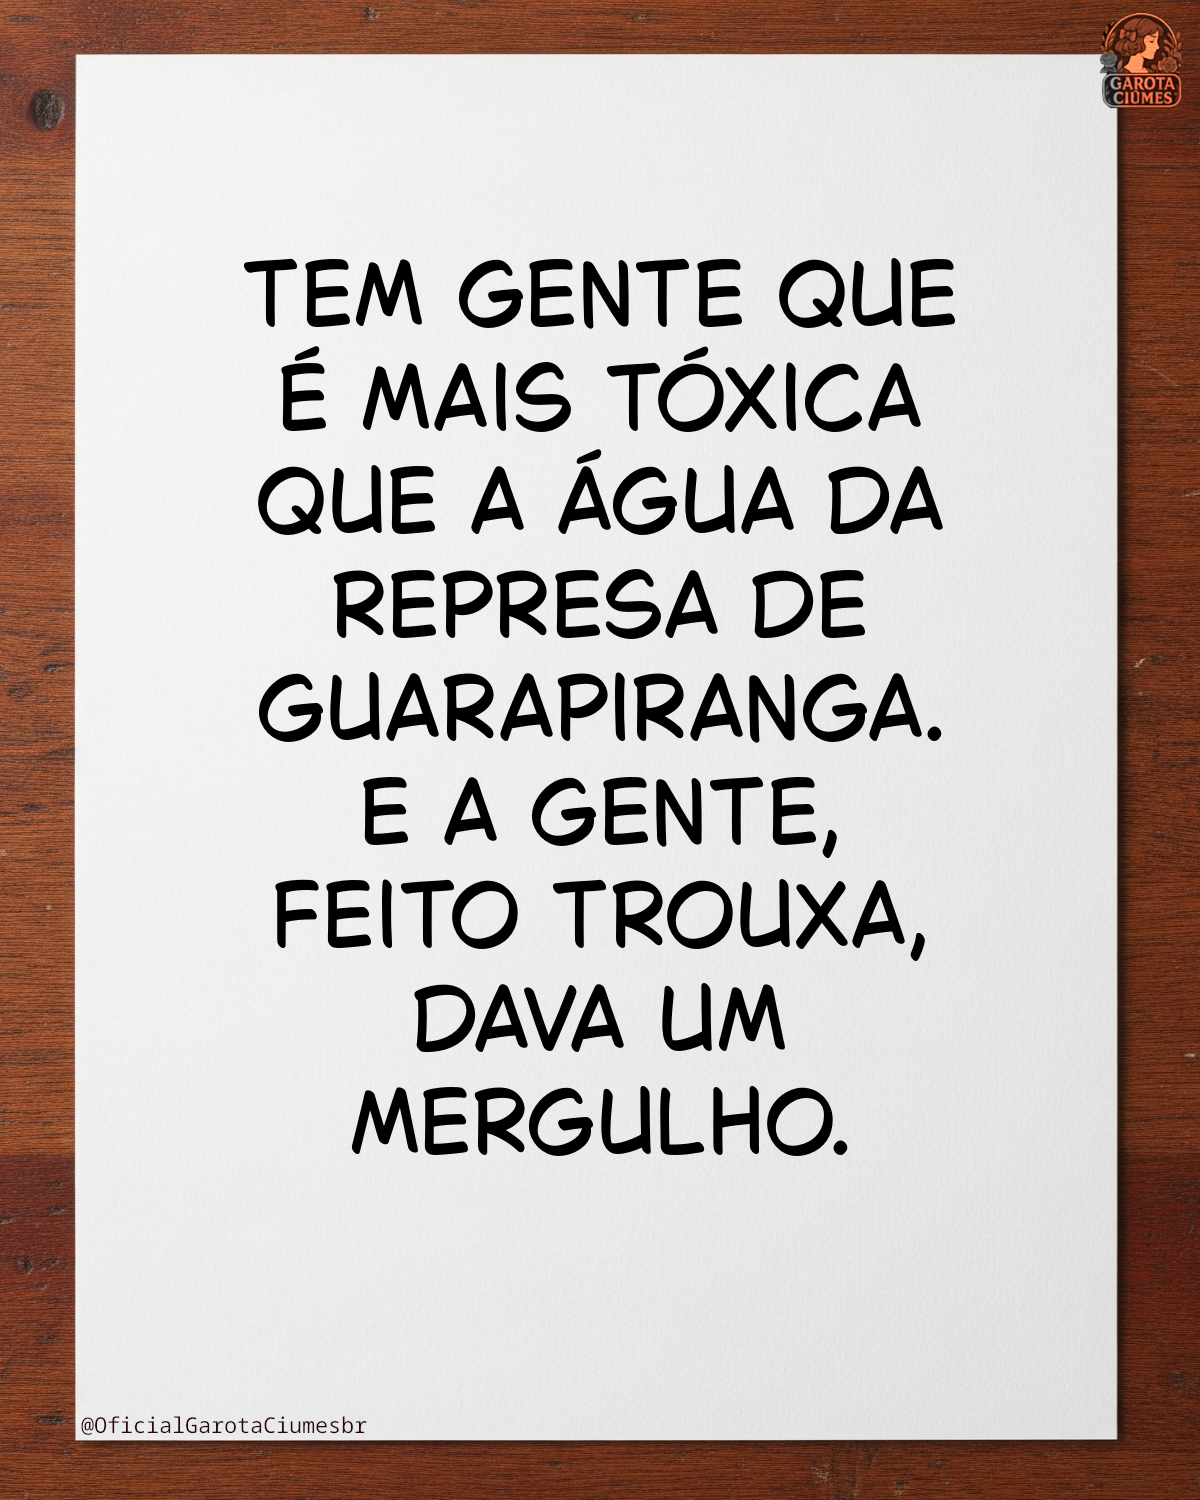 GAROTA
CIÚMES
TEM GENTE QUE
É MAIS TÓXICA
QUE A ÁGUA DA
REPRESA DE
GUARAPIRANGA.
E A GENTE,
FEITO TROUXA,
DAVA UM
MERGULHO.
@OficialGarotaCiumesbr